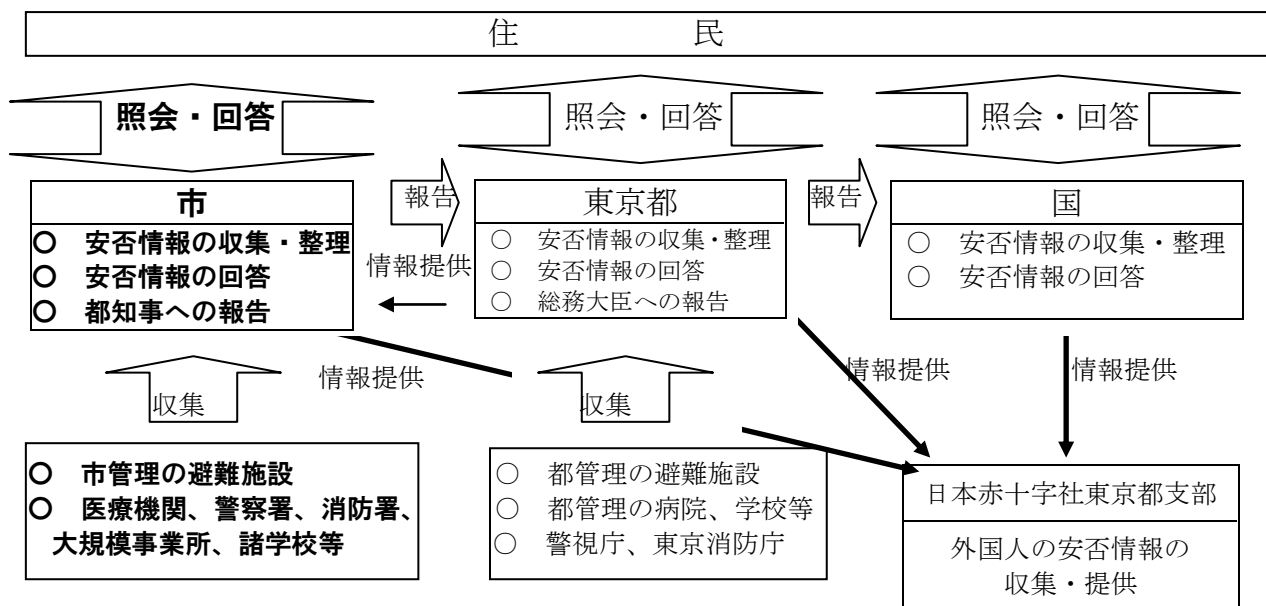 住　　　　　民
照会・回答
照会・回答
照会・回答
市
○　安否情報の収集・整理
○　安否情報の回答
○　都知事への報告
報告
情報提供
東京都
○　安否情報の収集・整理
○　安否情報の回答
○　総務大臣への報告
報告
国
○　安否情報の収集・整理
○　安否情報の回答
収集
情報提供
収集
情報提供
情報提供
○　市管理の避難施設
○　医療機関、警察署、消防署、
大規模事業所、諸学校等
○　都管理の避難施設
○　都管理の病院、学校等
○　警視庁、東京消防庁
日本赤十字社東京都支部
外国人の安否情報の
収集・提供